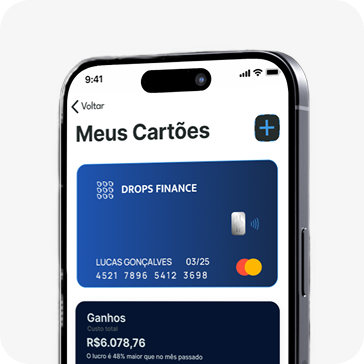 9:41
Voltar
Meus Cartões
DROPS FINANCE
LUCAS GONÇALVES 03/25
4521 7896 5412 3698
Ganhos
Custo total
R$6.078,76
O lucro é 48% maior que no mês passado